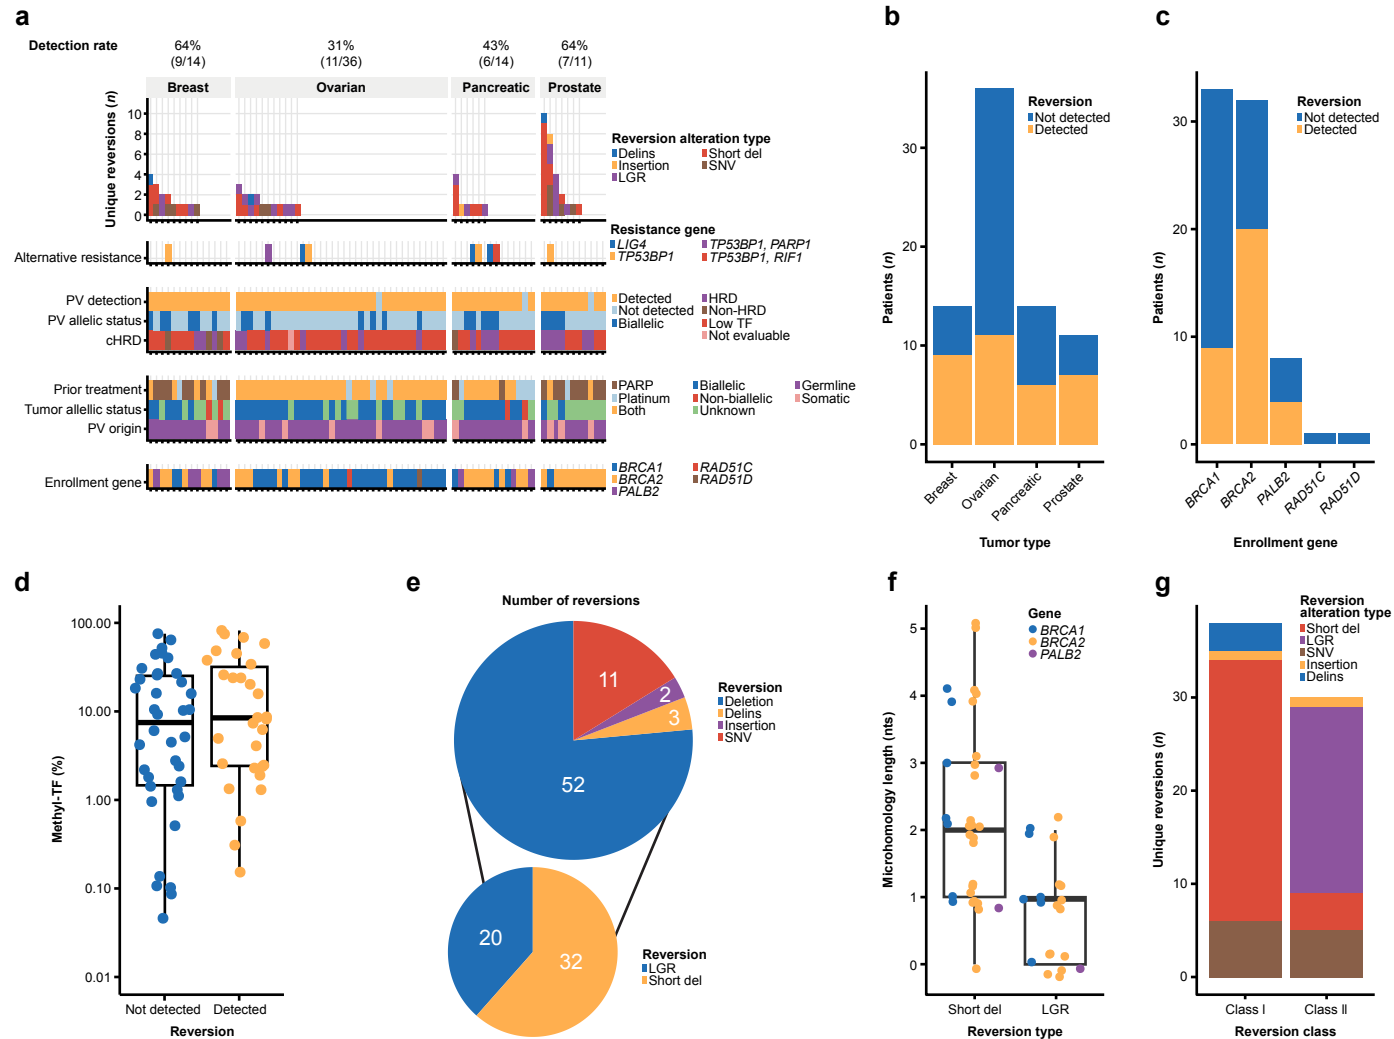 a
Detection rate
64%
(9/14)
31%
(11/36)
43%
(6/14)
64%
(7/11)
Breast
Ovarian
Pancreatic
Prostate
Unique reversions (n)
10
8
6
4
2
0
Reversion alteration type
Delins
Short del
Insertion
SNV
LGR
Alternative resistance
Resistance gene
LIG4
TP53BP1, PARP1
TP53BP1
TP53BP1, RIF1
PV detection
PV allelic status
cHRD
Detected
HRD
Not detected
Non-HRD
Biallelic
Low TF
Not evaluable
Prior treatment
Tumor allellic status
PV origin
PARP
Biallelic
Germline
Platinum
Non-biallelic
Somatic
Both
Unknown
Enrollment gene
BRCA1
RAD51C
BRCA2
RAD51D
PALB2
b
Patients (n)
30
20
10
0
Reversion
Not detected
Detected
Breast
Ovarian
Pancreatic
Prostate
Tumor type
c
Patients (n)
30
20
10
0
Reversion
Not detected
Detected
BRCA1
BRCA2
PALB2
RAD51C
RAD51D
Enrollment gene
d
Methyl-TF (%)
100.00
10.00
1.00
0.10
0.01
Not detected
Detected
Reversion
e
Number of reversions
11
2
3
52
Reversion
Deletion
Delins
Insertion
SNV
20
32
Reversion
LGR
Short del
f
Microhomology length (nts)
5
4
3
2
1
0
Gene
BRCA1
BRCA2
PALB2
Short del
LGR
Reversion type
g
Unique reversions (n)
30
20
10
0
Reversion
alteration type
Short del
LGR
SNV
Insertion
Delins
Class I
Class II
Reversion class